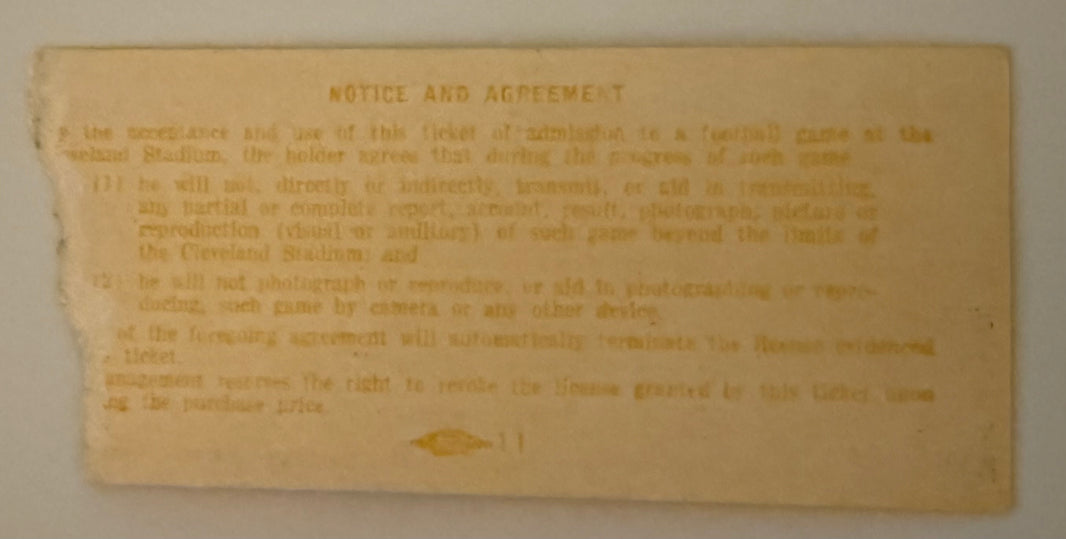 NOTICE AND AGREEMENT
the acceptance and use of this ticket of admission to a football game at the
eveland Stadium, the holder agrees that during the progress of such game
(1) he will not, directly or indirectly, transmit, or aid in transmitting,
any partial or complete report, account, result, photograph, picture or
reproduction (visual or auditory) of such game beyond the limits of
the Cleveland Stadium; and
(2) he will not photograph or reproduce, or aid in photographing or repro-
ducing, such game by camera or any other device.
of the foregoing agreement will automatically terminate the license evidenced
ticket.
anagement reserves the right to revoke the license granted by this ticket upon
ng the purchase price.
11